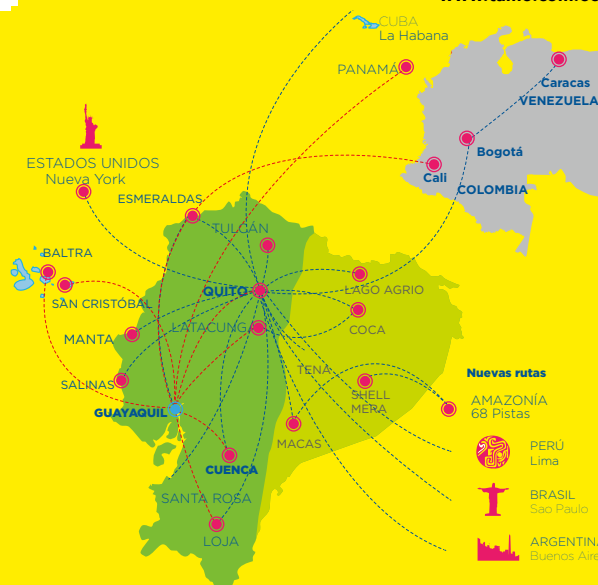 CUBA
La Habana
PANAMÁ
Caracas
VENEZUELA
Bogotá
Cali
COLOMBIA
ESTADOS UNIDOS
Nueva York
ESMERALDAS
TULCÁN
BALTRA
SAN CRISTÓBAL
QUITO
LAGO AGRIO
MANTA
LATACUNGA
COCA
SALINAS
TENA
SHELL
MERA
GUAYAQUIL
MACAS
CUENCA
SANTA ROSA
LOJA
Nuevas rutas
AMAZONÍA
68 Pistas
PERÚ
Lima
BRASIL
Sao Paulo
ARGENTINA
Buenos Aire